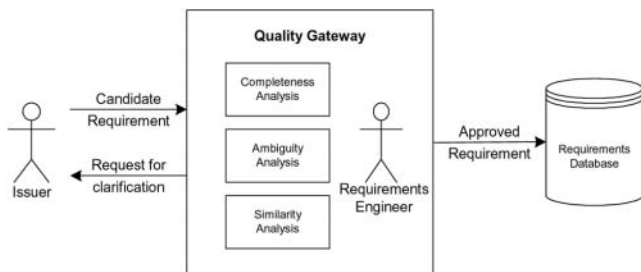 Quality Gateway
Completeness
Analysis
Candidate
Requirement
Ambiguity
Analysis
Approved
Requirement
Requirements
Database
Request for
clarification
Issuer
Requirements
Engineer
Similarity
Analysis